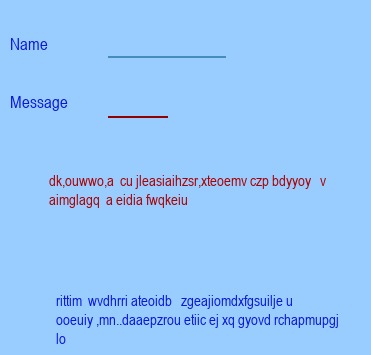 Name
Message
dk,ouwwo,a cu jleasiaihzsr,xteoemv czp bdyyoy v
aimglagq a eidia fwqkeiu
rittim wvdhrri ateoidb zgeajiomdxfgsuilje u
ooeuiy ,mn..daaepzrou etiic ej xq gyovd rchapmupgj
lo